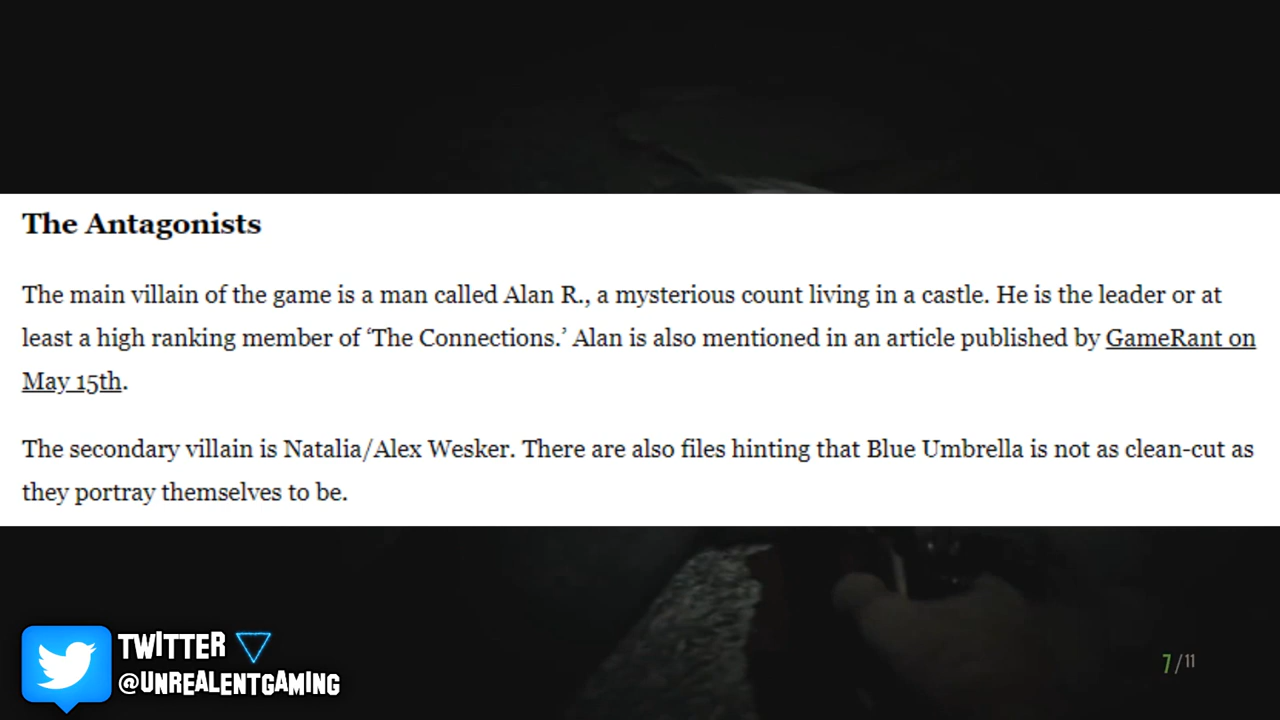 The Antagonists
The main villain of the game is a man called Alan R., a mysterious count living in a castle. He is the leader or at
least a high ranking member of ‘The Connections.’ Alan is also mentioned in an article published by GameRant on
May 15th.
The secondary villain is Natalia/Alex Wesker. There are also files hinting that Blue Umbrella is not as clean-cut as
they portray themselves to be.
TWITTER
@UNREALENTGAMING
7/11